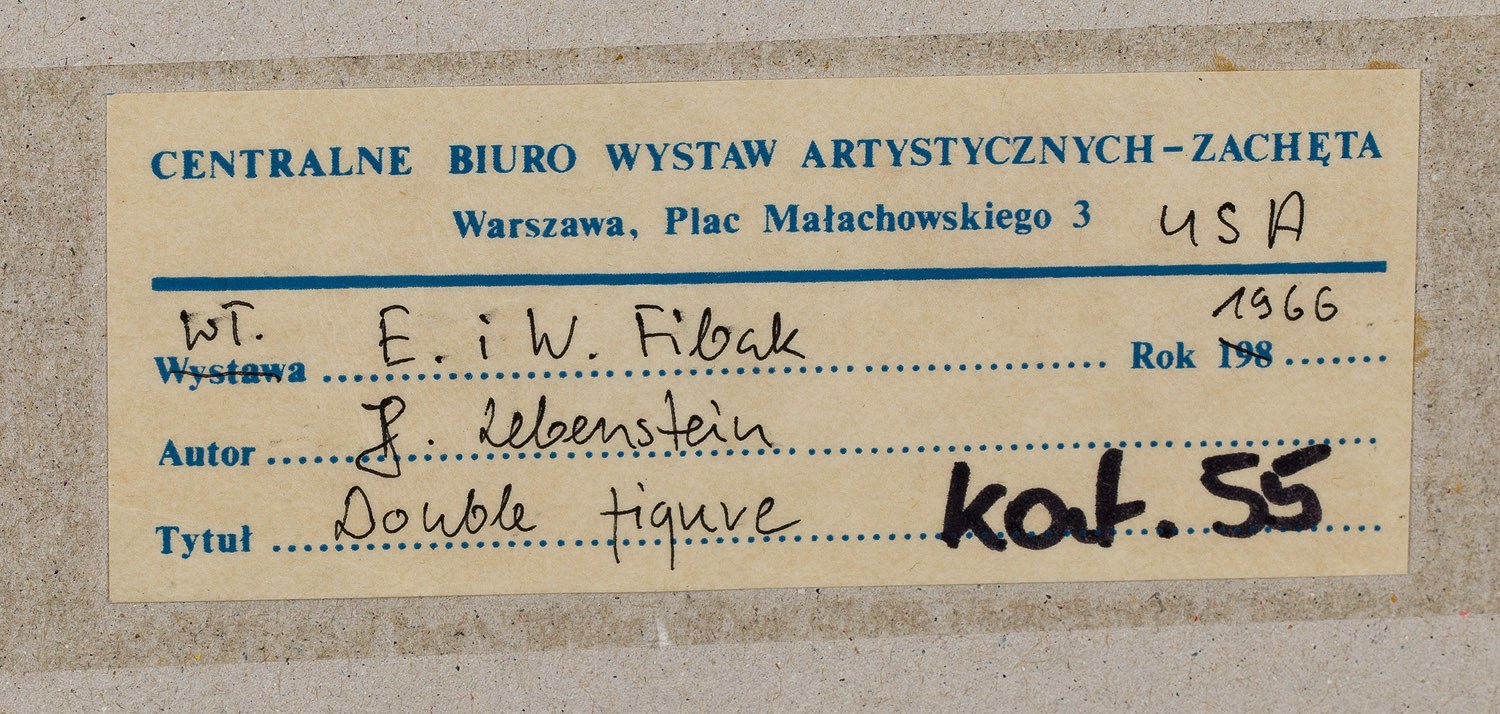 CENTRALNE BIURO WYSTAW ARTYSTYCZNYCH – ZACHĘTA
Warszawa, Plac Małachowskiego 3 USA
wł. 1966
Wystawa E. i W. Fibak Rok 198
Autor J. Lebenstein
Tytuł Double figure kat. 55